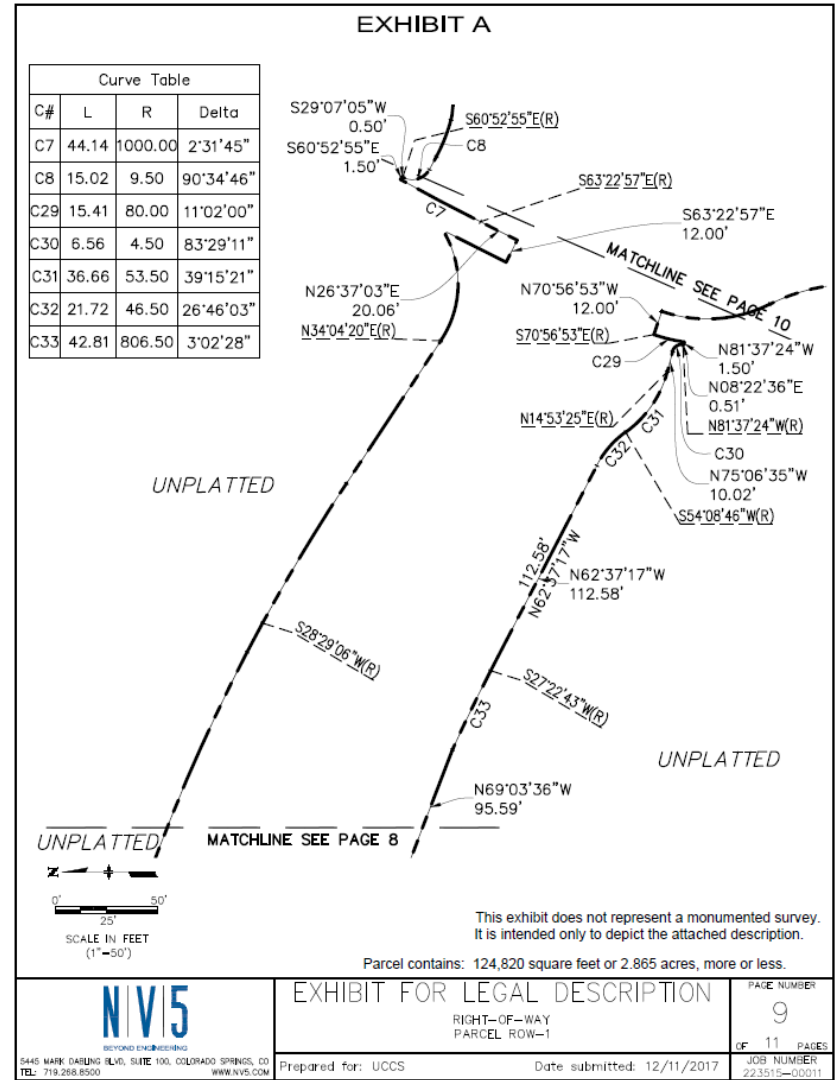 EXHIBIT A
Curve Table
C# L R Delta
C7 44.14 1000.00 2°31'45"
C8 15.02 9.50 90°34'46"
C29 15.41 80.00 11°02'00"
C30 6.56 4.50 83°29'11"
C31 36.66 53.50 39°15'21"
C32 21.72 46.50 26°46'03"
C33 42.81 806.50 3°02'28"
S29°07'05"W
0.50'
S60°52'55"E(R)
S60°52'55"E
1.50'
C8
S63°22'57"E(R)
C7
S63°22'57"E
12.00'
MATCHLINE SEE PAGE 10
N26°37'03"E
20.06'
N34°04'20"E(R)
N70°56'53"W
12.00'
S70°56'53"E(R)
C29
N81°37'24"W
1.50'
N08°22'36"E
0.51'
N81°37'24"W(R)
N14°53'25"E(R)
C31
C30
C32
N75°06'35"W
10.02'
S54°08'46"W(R)
UNPLATTED
112.58'
N62°37'17"W
N62°37'17"W
112.58'
S28°29'06"W(R)
S27°22'43"W(R)
C33
UNPLATTED
N69°03'36"W
95.59'
UNPLATTED
MATCHLINE SEE PAGE 8
Z
0' 50'
25'
SCALE IN FEET
(1"=50')
This exhibit does not represent a monumented survey.
It is intended only to depict the attached description.
Parcel contains: 124,820 square feet or 2.865 acres, more or less.
N|V|5
BEYOND ENGINEERING
5445 MARK DABLING BLVD, SUITE 100, COLORADO SPRINGS, CO
TEL: 719.268.8500 WWW.NV5.COM
EXHIBIT FOR LEGAL DESCRIPTION
RIGHT-OF-WAY
PARCEL ROW-1
Prepared for: UCCS Date submitted: 12/11/2017
PAGE NUMBER
9
OF 11 PAGES
JOB NUMBER
223515-00011